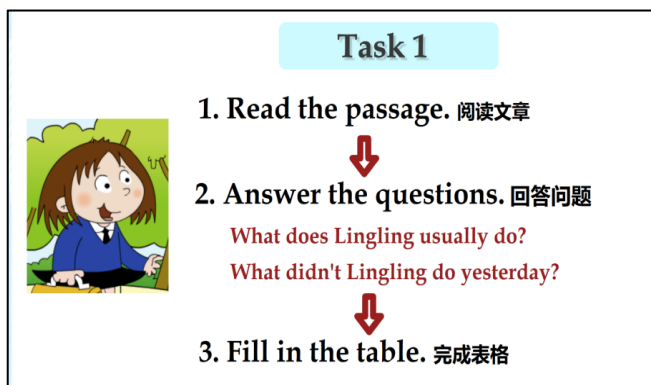 Task 1
1. Read the passage. 阅读文章
2. Answer the questions. 回答问题
What does Lingling usually do?
What didn't Lingling do yesterday?
3. Fill in the table. 完成表格